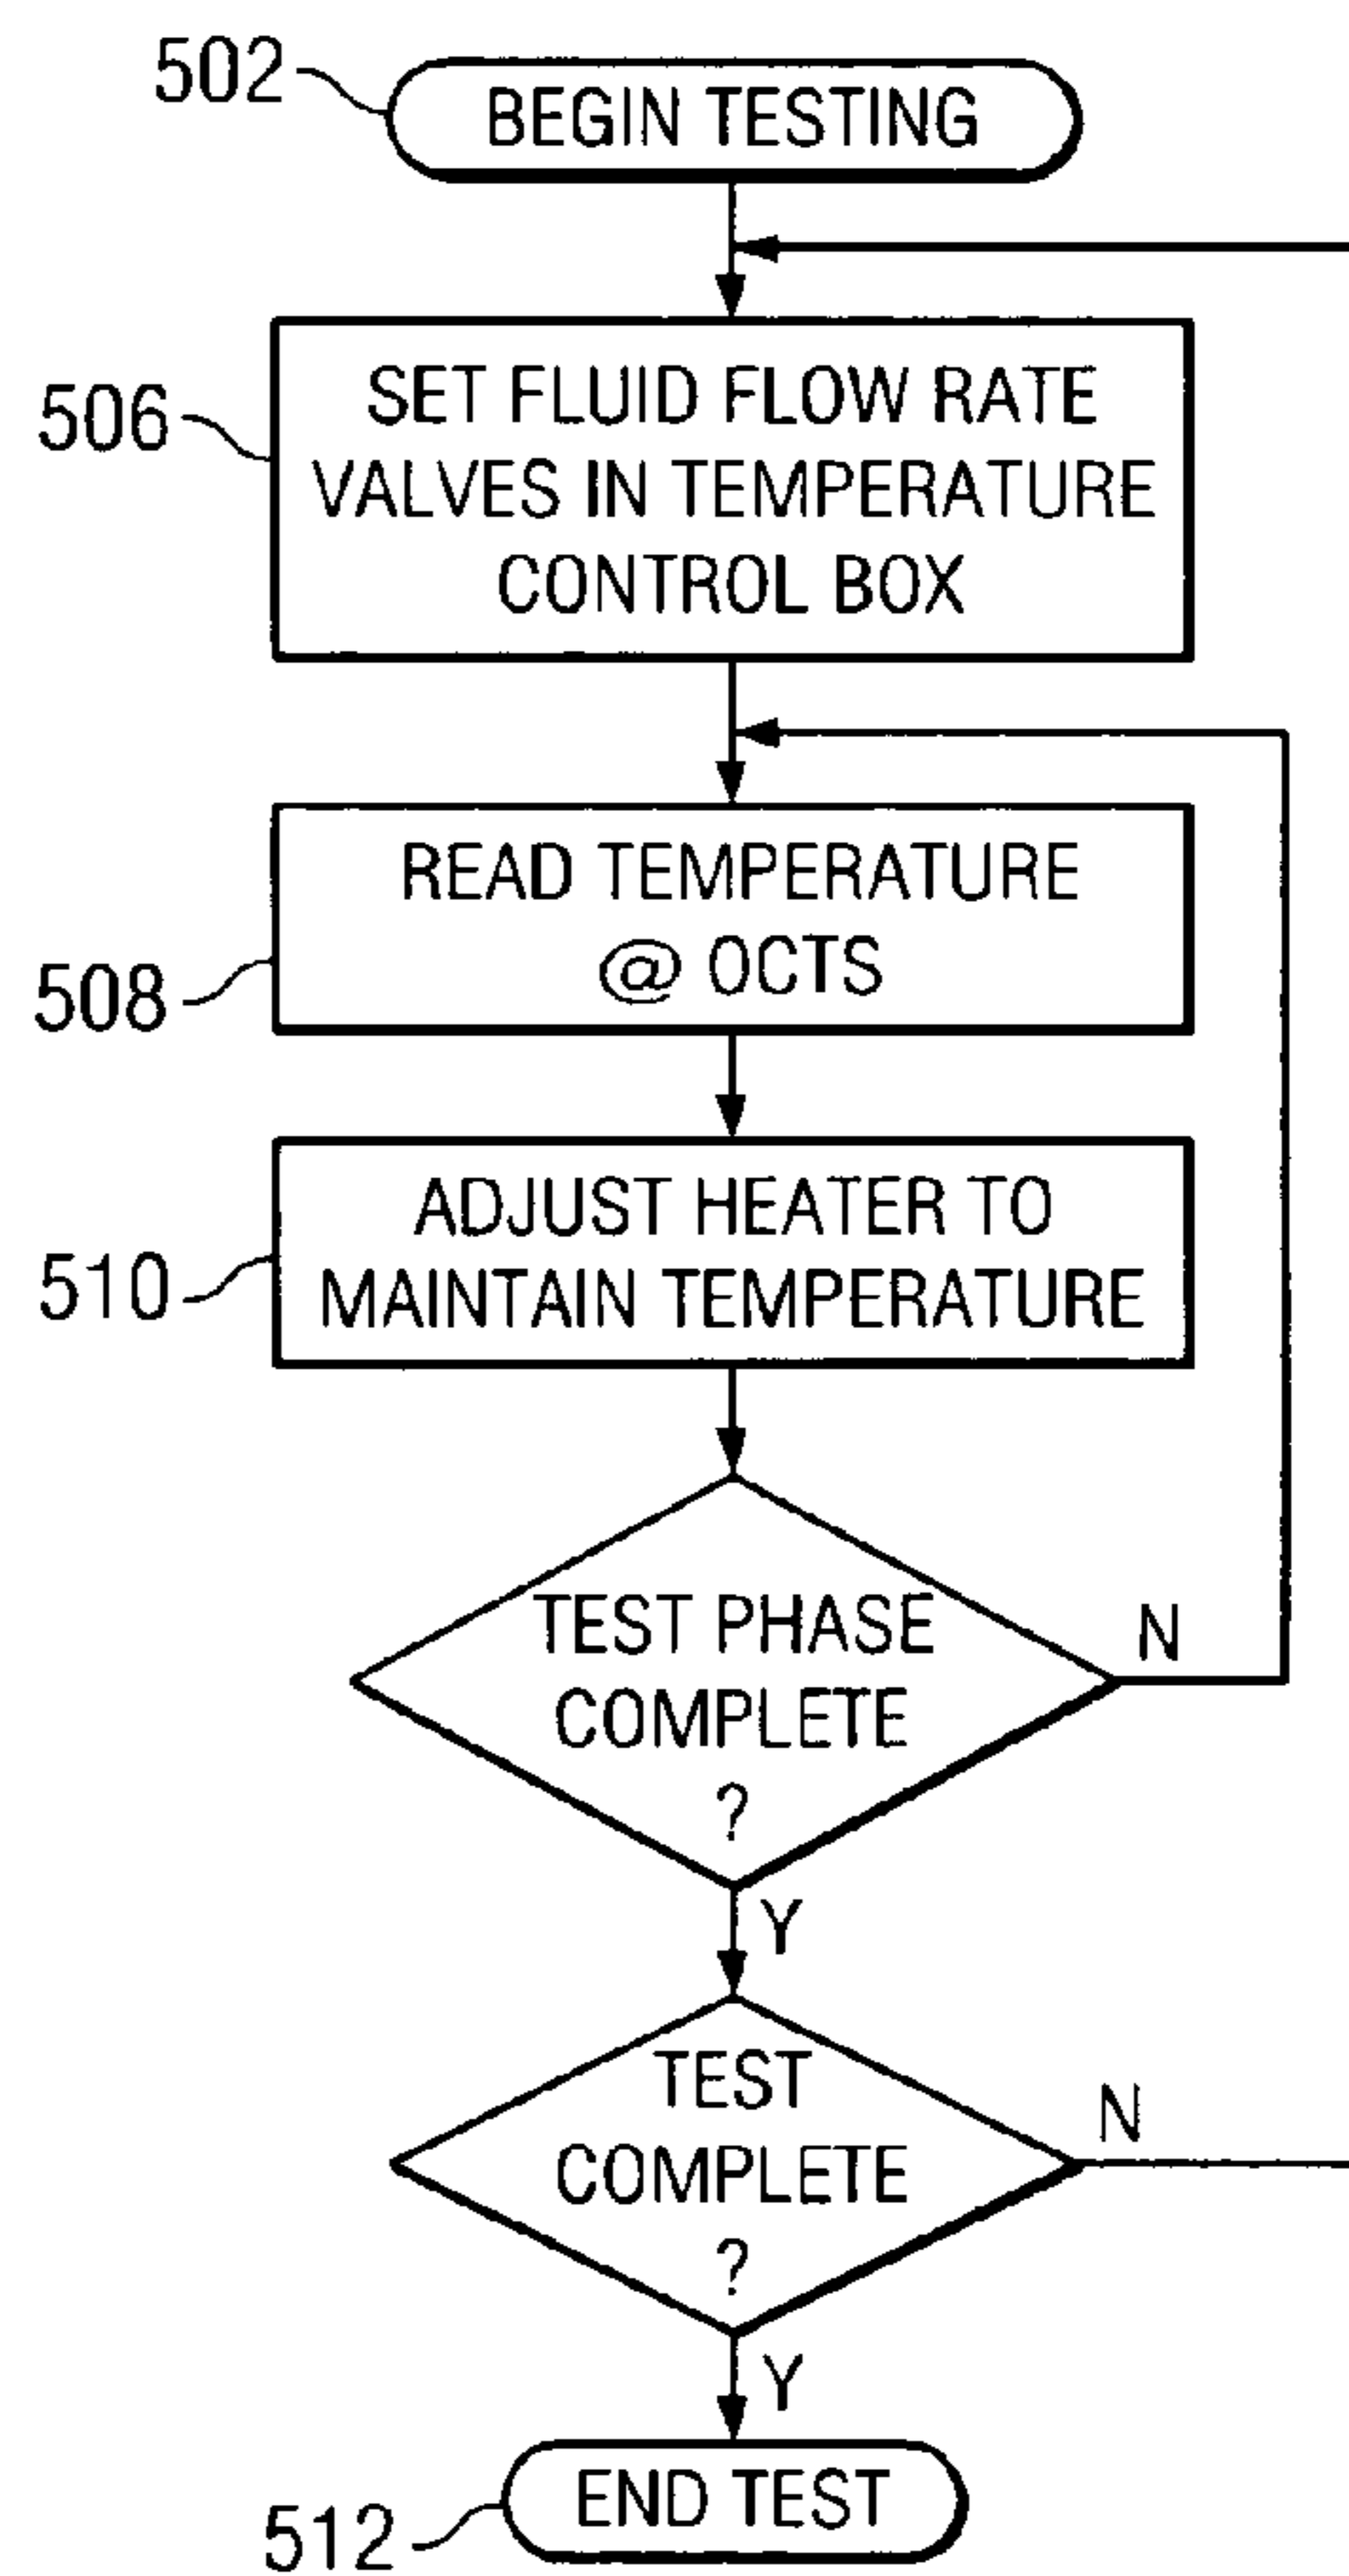 502
BEGIN TESTING
506
SET FLUID FLOW RATE
VALVES IN TEMPERATURE
CONTROL BOX
508
READ TEMPERATURE
@ OCTS
510
ADJUST HEATER TO
MAINTAIN TEMPERATURE
TEST PHASE
COMPLETE
?
N
Y
TEST
COMPLETE
?
N
Y
END TEST
512